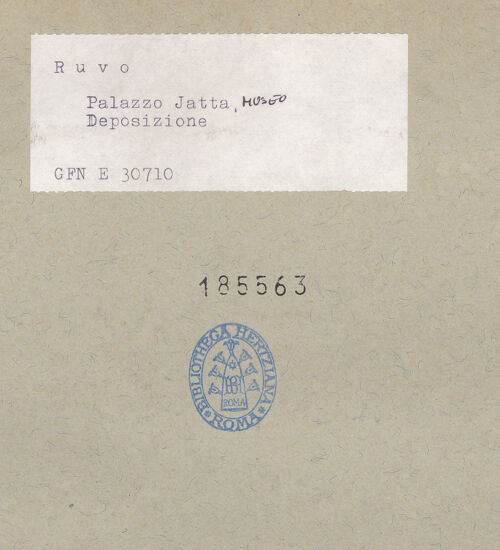 Ruvo
Palazzo Jatta, MUSEO
Deposizione
GFN E 30710
185563
BIBLIOTHECA HERTZIANA
ROMA
ROMA